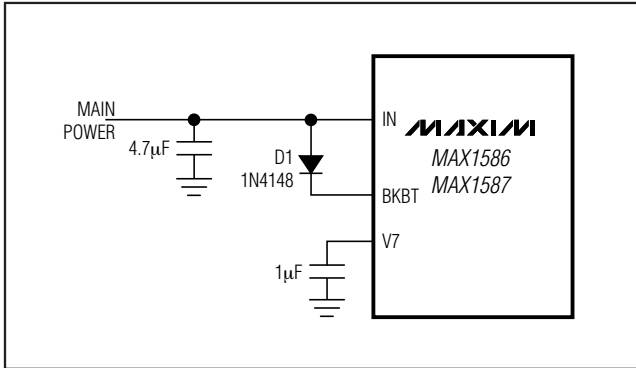 MAIN
POWER
4.7µF
D1
1N4148
IN
MAXIM
MAX1586
MAX1587
BKBT
V7
1µF